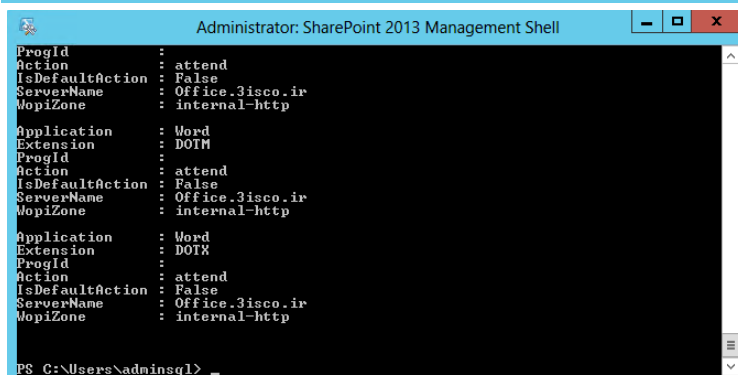 Administrator: SharePoint 2013 Management Shell
ProgId :
Action : attend
IsDefaultAction : False
ServerName : Office.3isco.ir
WopiZone : internal-http
Application : Word
Extension : DOTM
ProgId :
Action : attend
IsDefaultAction : False
ServerName : Office.3isco.ir
WopiZone : internal-http
Application : Word
Extension : DOTX
ProgId :
Action : attend
IsDefaultAction : False
ServerName : Office.3isco.ir
WopiZone : internal-http
PS C:\Users\adminsql> _